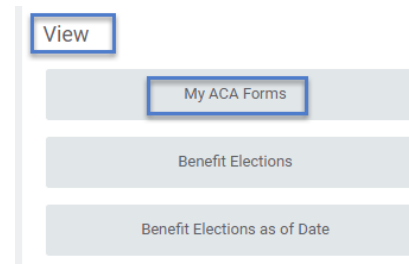 View
My ACA Forms
Benefit Elections
Benefit Elections as of Date